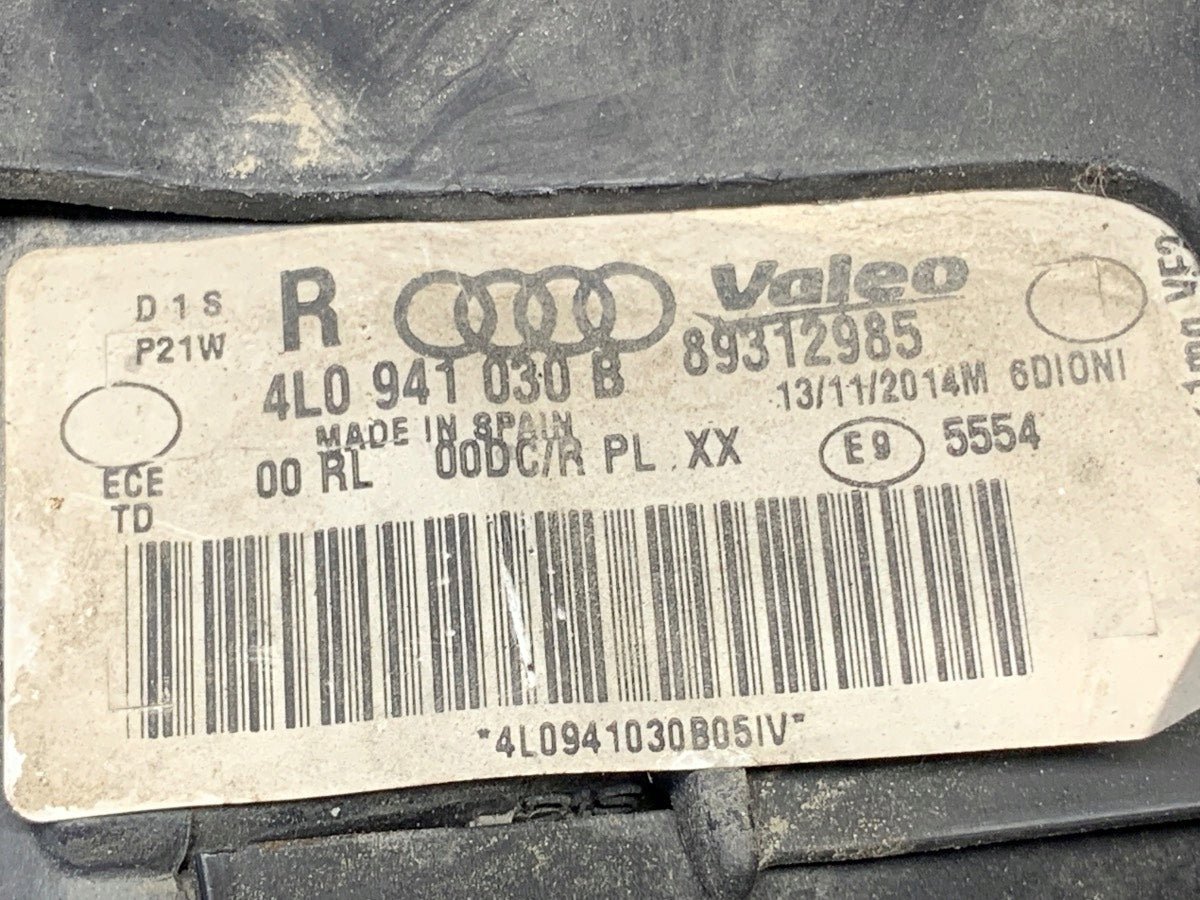 D1S
P21W
R
Valeo
89312985
4L0 941 030 B
13/11/2014M 6DIONI
MADE IN SPAIN
00 RL 00DC/R PL XX
E9
5554
ECE
TD
*4L0941030B05IV*